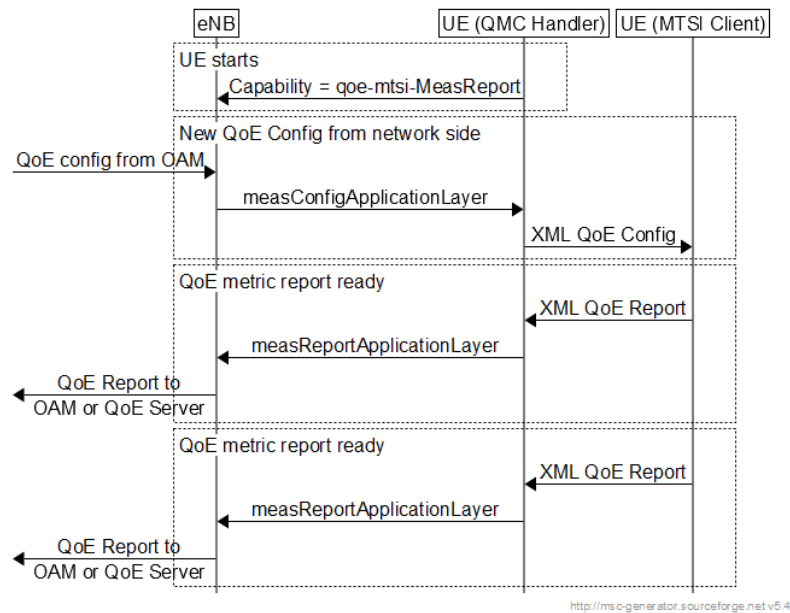 eNB
UE (QMC Handler)
UE (MTSI Client)
UE starts
Capability = qoe-mtsi-MeasReport
New QoE Config from network side
QoE config from OAM
measConfigApplicationLayer
XML QoE Config
QoE metric report ready
XML QoE Report
measReportApplicationLayer
QoE Report to
OAM or QoE Server
QoE metric report ready
XML QoE Report
measReportApplicationLayer
QoE Report to
OAM or QoE Server
http://msc-generator.sourceforge.net v5.4